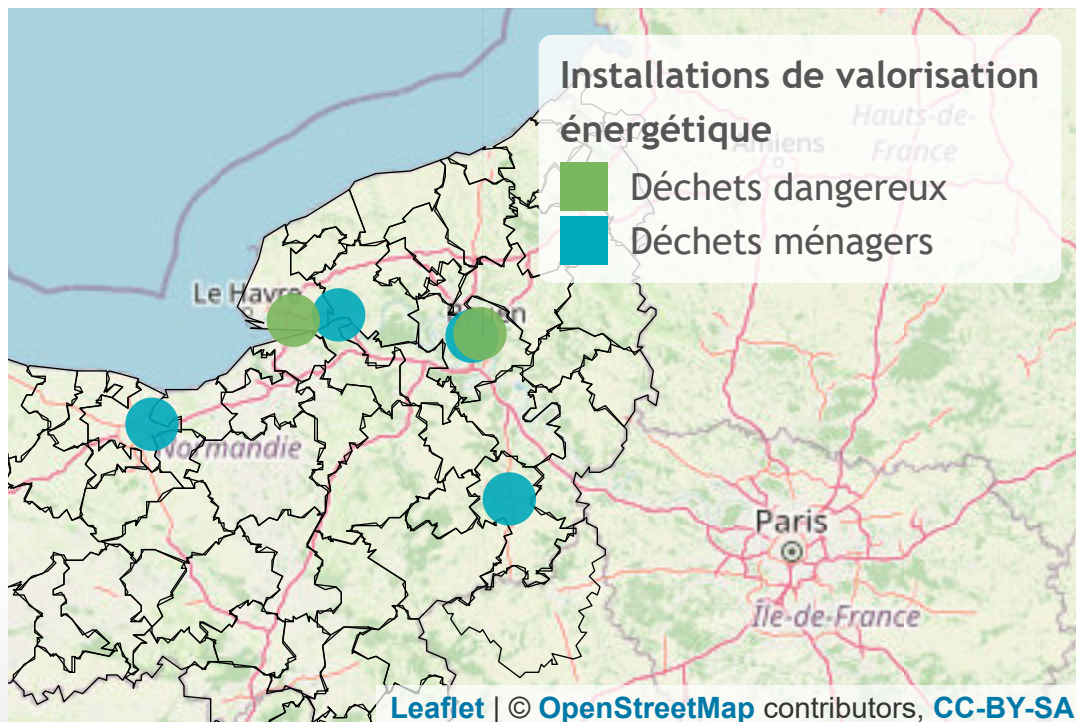 Installations de valorisation
énergétique
Déchets dangereux
Déchets ménagers
Hauts-de-
France
Amiens
Le Havre
Normandie
Paris
Île-de-France
Leaflet | © OpenStreetMap contributors, CC-BY-SA